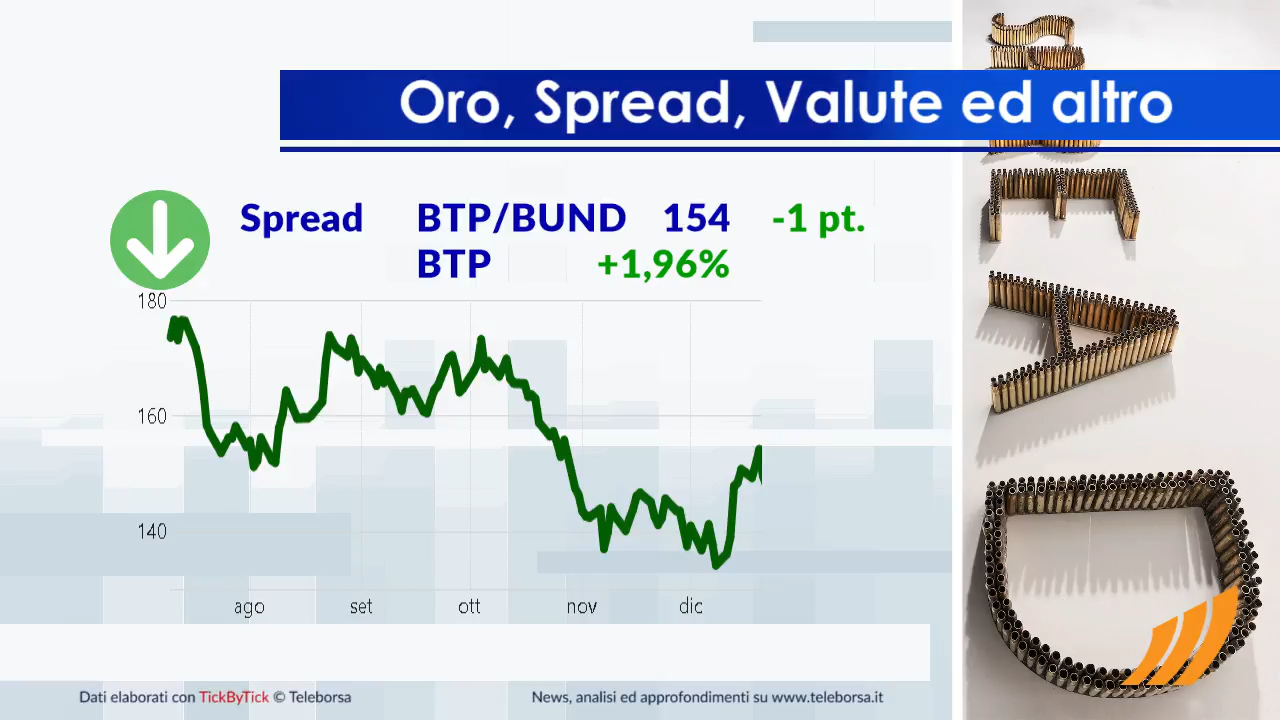 Oro, Spread, Valute ed altro
Spread BTP/BUND 154 -1 pt.
BTP +1,96%
180
160
140
ago set ott nov dic
Dati elaborati con TickByTick © Teleborsa
News, analisi ed approfondimenti su www.teleborsa.it